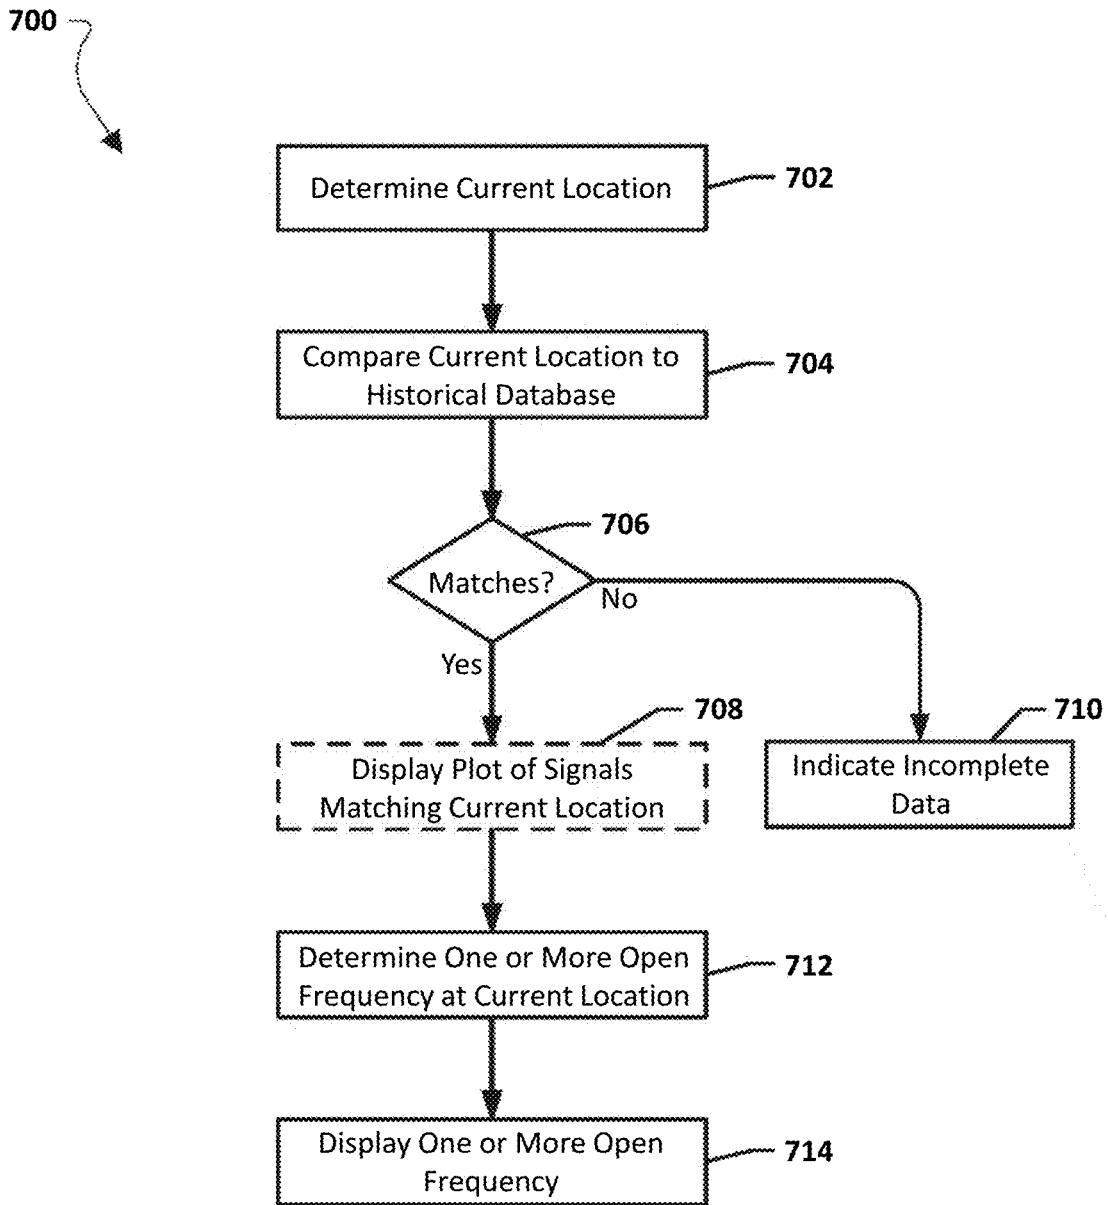 700
Determine Current Location
702
Compare Current Location to
Historical Database
704
706
Matches?
No
Yes
708
Display Plot of Signals
Matching Current Location
710
Indicate Incomplete
Data
Determine One or More Open
Frequency at Current Location
712
Display One or More Open
Frequency
714